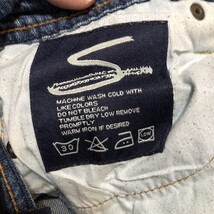 S
MACHINE WASH COLD WITH
LIKE COLORS
DO NOT BLEACH
TUMBLE DRY LOW REMOVE
PROMPTLY
WARM IRON IF DESIRED
30 LOW